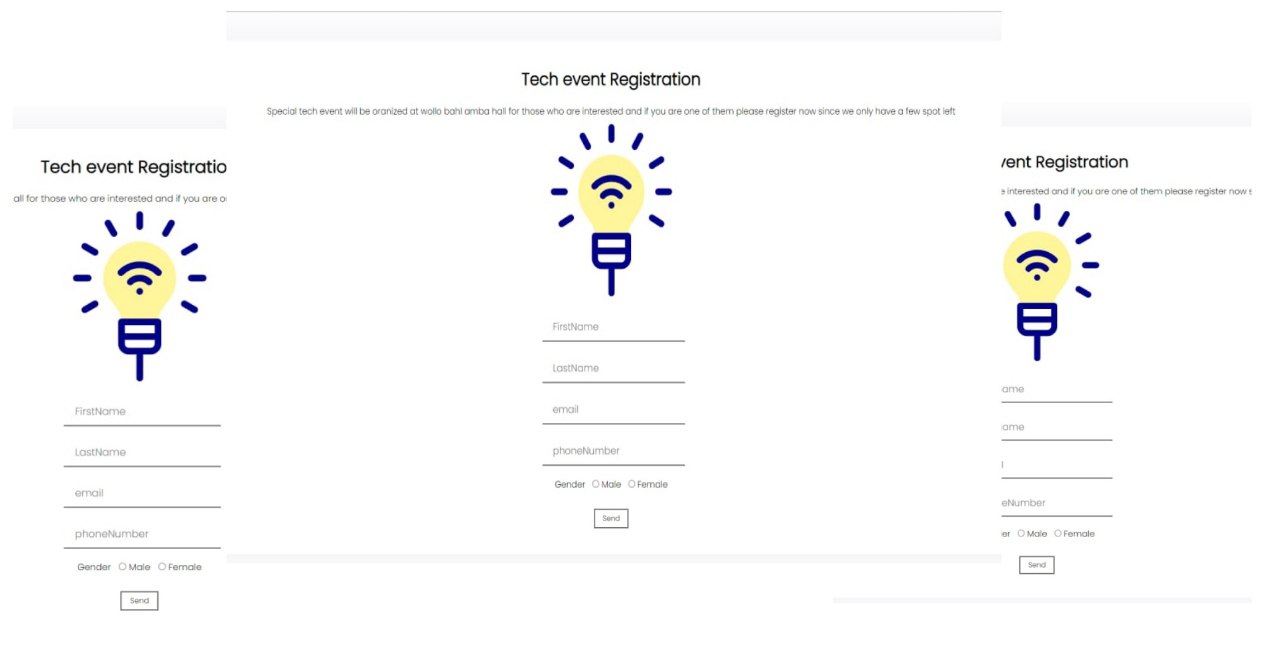 Tech event Registration
Special tech event will be oranized at wollo bahl amba hall for those who are interested and if you are one of them please register now since we only have a few spot left
FirstName
LastName
email
phoneNumber
Gender Male Female
Send
Tech event Registratio
all for those who are interested and if you are o
FirstName
LastName
email
phoneNumber
Gender Male Female
Send
vent Registration
interested and if you are one of them please register now s
ame
ame
l
eNumber
er Male Female
Send